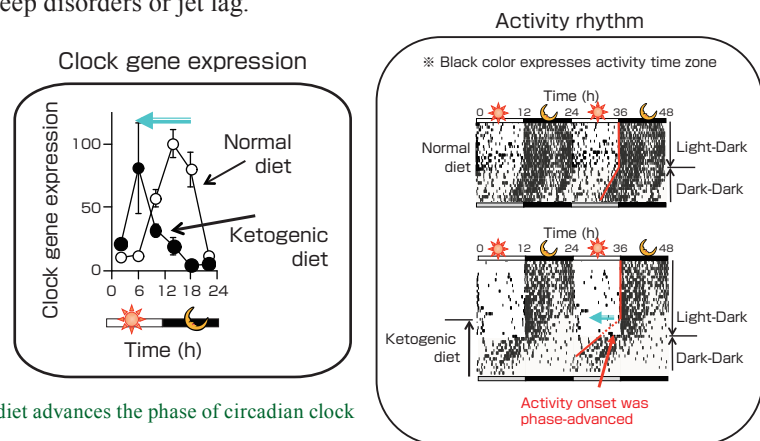 eep disorders or jet lag.
Clock gene expression
Clock gene expression
100
50
0
Normal
diet
Ketogenic
diet
0 6 12 18 24
Time (h)
diet advances the phase of circadian clock
Activity rhythm
※ Black color expresses activity time zone
Time (h)
0 12 24 36 48
Normal
diet
Light-Dark
Dark-Dark
0 12 24 36 48
Ketogenic
diet
Light-Dark
Dark-Dark
Activity onset was
phase-advanced